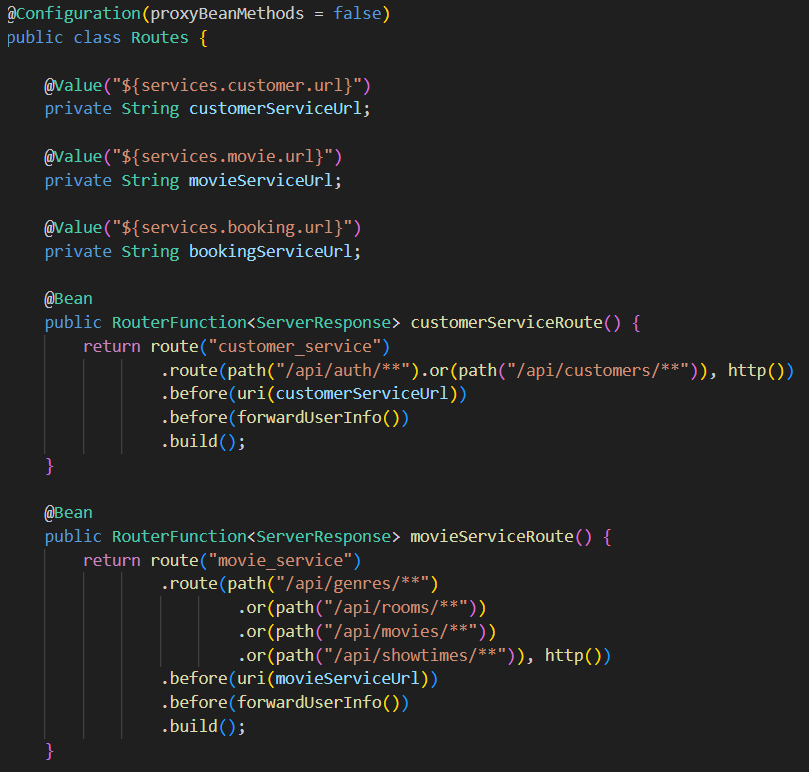 @Configuration(proxyBeanMethods = false)
public class Routes {
@Value("${services.customer.url}")
private String customerServiceUrl;
@Value("${services.movie.url}")
private String movieServiceUrl;
@Value("${services.booking.url}")
private String bookingServiceUrl;
@Bean
public RouterFunction<ServerResponse> customerServiceRoute() {
return route("customer_service")
.route(path("/api/auth/**").or(path("/api/customers/**")), http())
.before(uri(customerServiceUrl))
.before(forwardUserInfo())
.build();
}
@Bean
public RouterFunction<ServerResponse> movieServiceRoute() {
return route("movie_service")
.route(path("/api/genres/**")
.or(path("/api/rooms/**"))
.or(path("/api/movies/**"))
.or(path("/api/showtimes/**")), http())
.before(uri(movieServiceUrl))
.before(forwardUserInfo())
.build();
}